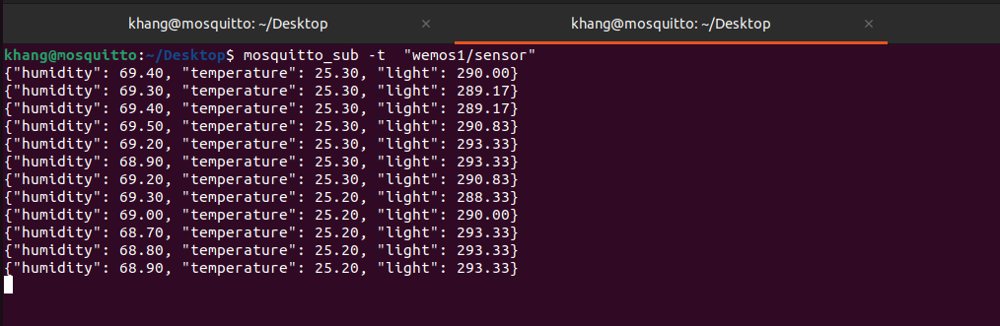 khang@mosquitto: ~/Desktop × khang@mosquitto: ~/Desktop ×
khang@mosquitto:~/Desktop$ mosquitto_sub -t  "wemos1/sensor"
{"humidity": 69.40, "temperature": 25.30, "light": 290.00}
{"humidity": 69.30, "temperature": 25.30, "light": 289.17}
{"humidity": 69.40, "temperature": 25.30, "light": 289.17}
{"humidity": 69.50, "temperature": 25.30, "light": 290.83}
{"humidity": 69.20, "temperature": 25.30, "light": 293.33}
{"humidity": 68.90, "temperature": 25.30, "light": 293.33}
{"humidity": 69.20, "temperature": 25.30, "light": 290.83}
{"humidity": 69.30, "temperature": 25.20, "light": 288.33}
{"humidity": 69.00, "temperature": 25.20, "light": 290.00}
{"humidity": 68.70, "temperature": 25.20, "light": 293.33}
{"humidity": 68.80, "temperature": 25.20, "light": 293.33}
{"humidity": 68.90, "temperature": 25.20, "light": 293.33}